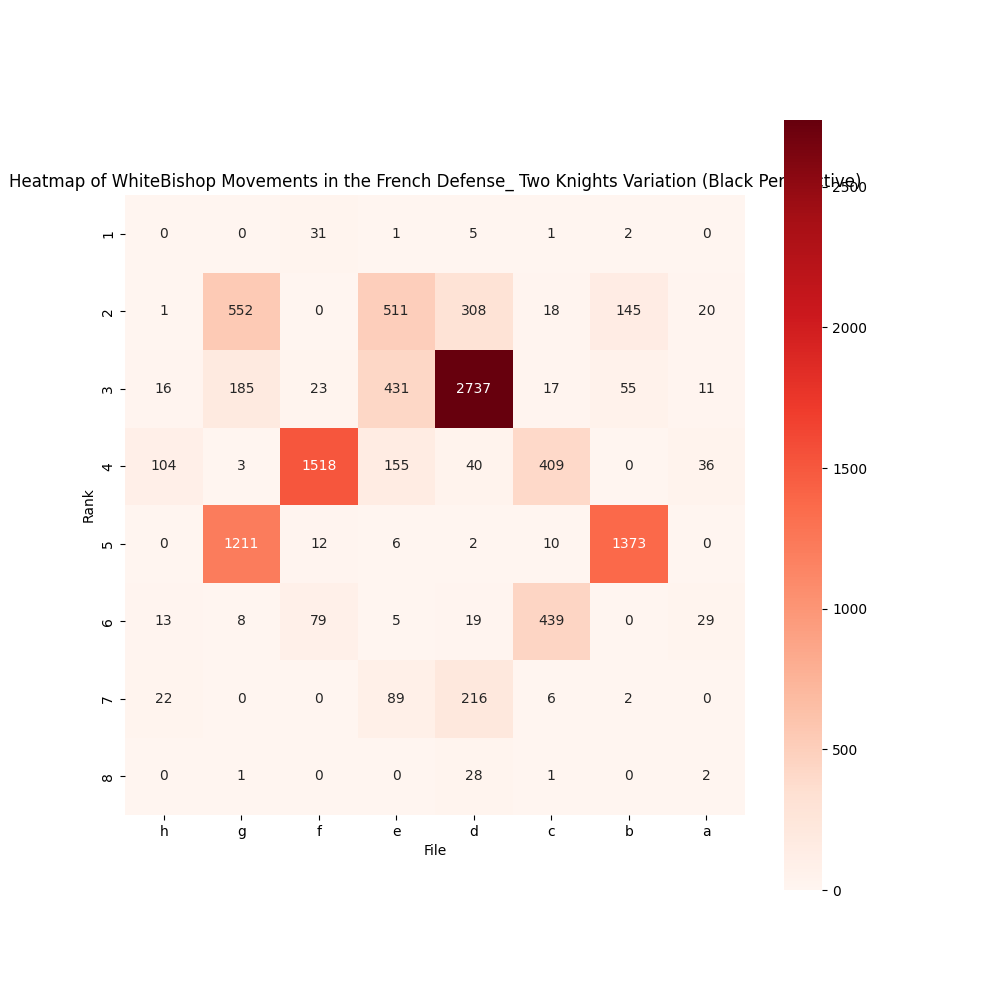 Heatmap of WhiteBishop Movements in the French Defense_ Two Knights Variation (Black Perspective)
1 0 0 31 1 5 1 2 0
2 1 552 0 511 308 18 145 20
3 16 185 23 431 2737 17 55 11
4 104 3 1518 155 40 409 0 36
5 0 1211 12 6 2 10 1373 0
6 13 8 79 5 19 439 0 29
7 22 0 0 89 216 6 2 0
8 0 1 0 0 28 1 0 2
Rank
h g f e d c b a
File
2500
2000
1500
1000
500
0